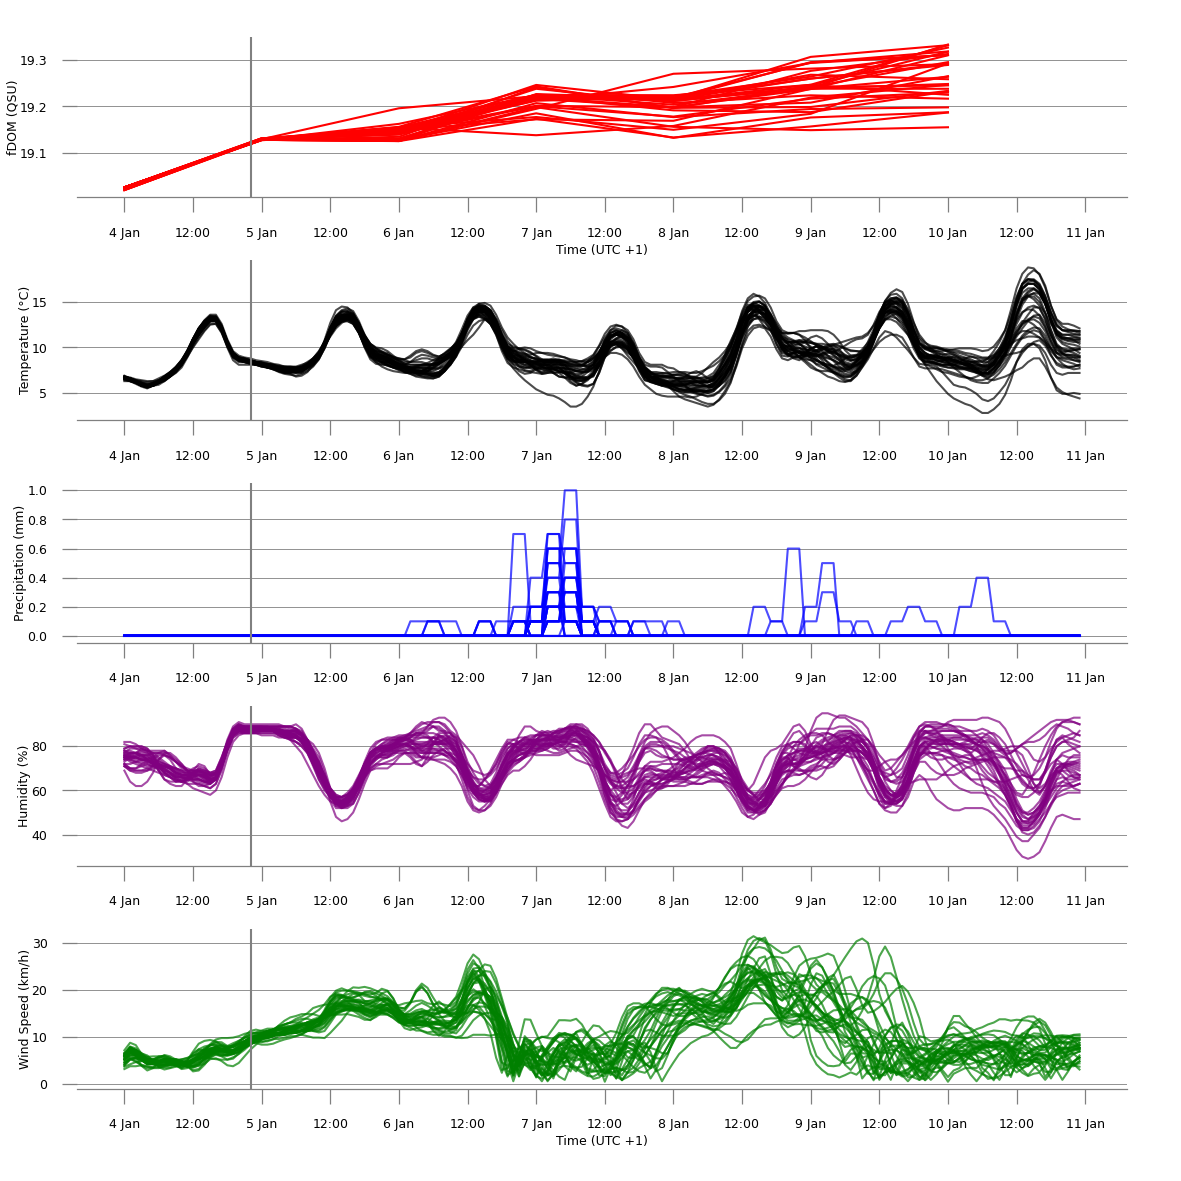 fDOM (QSU)
19.3
19.2
19.1
4 Jan 12:00 5 Jan 12:00 6 Jan 12:00 7 Jan 12:00 8 Jan 12:00 9 Jan 12:00 10 Jan 12:00 11 Jan
Time (UTC +1)
Temperature (°C)
15
10
5
4 Jan 12:00 5 Jan 12:00 6 Jan 12:00 7 Jan 12:00 8 Jan 12:00 9 Jan 12:00 10 Jan 12:00 11 Jan
Precipitation (mm)
1.0
0.8
0.6
0.4
0.2
0.0
4 Jan 12:00 5 Jan 12:00 6 Jan 12:00 7 Jan 12:00 8 Jan 12:00 9 Jan 12:00 10 Jan 12:00 11 Jan
Humidity (%)
80
60
40
4 Jan 12:00 5 Jan 12:00 6 Jan 12:00 7 Jan 12:00 8 Jan 12:00 9 Jan 12:00 10 Jan 12:00 11 Jan
Wind Speed (km/h)
30
20
10
0
4 Jan 12:00 5 Jan 12:00 6 Jan 12:00 7 Jan 12:00 8 Jan 12:00 9 Jan 12:00 10 Jan 12:00 11 Jan
Time (UTC +1)